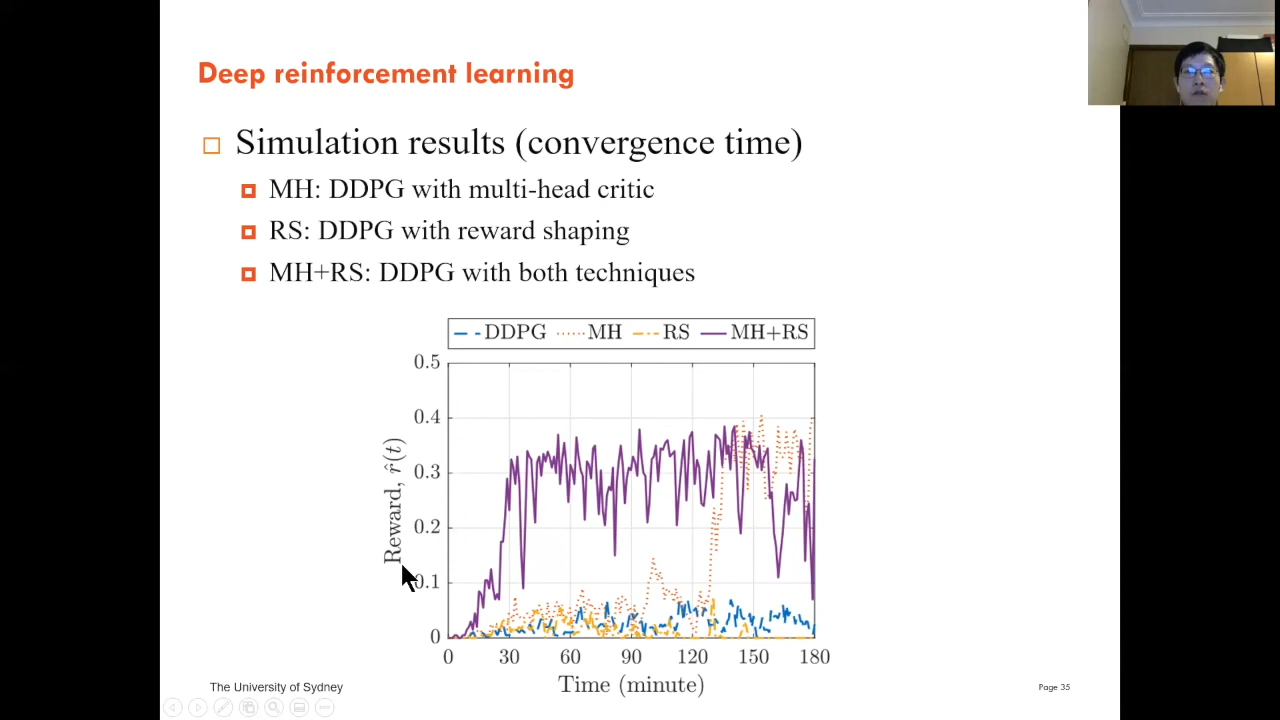 Deep reinforcement learning
Simulation results (convergence time)
MH: DDPG with multi-head critic
RS: DDPG with reward shaping
MH+RS: DDPG with both techniques
DDPG MH RS MH+RS
0.5
0.4
0.3
0.2
0.1
0
Reward, r̂(t)
0 30 60 90 120 150 180
Time (minute)
The University of Sydney
Page 35